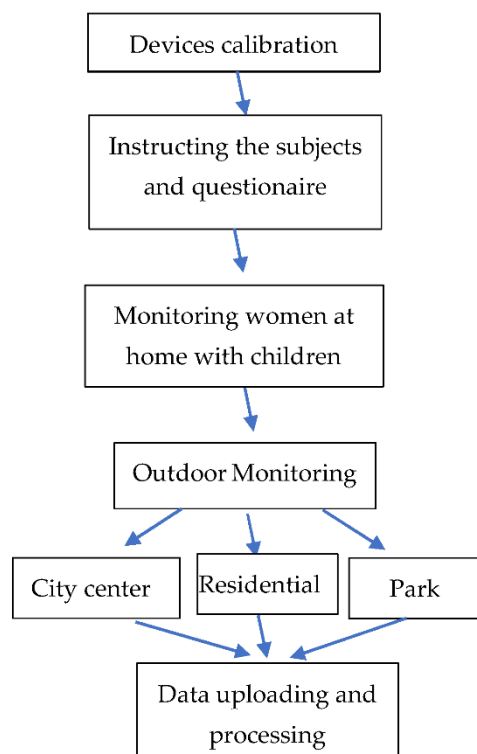 Devices calibration
Instructing the subjects
and questionaire
Monitoring women at
home with children
Outdoor Monitoring
City center
Residential
Park
Data uploading and
processing